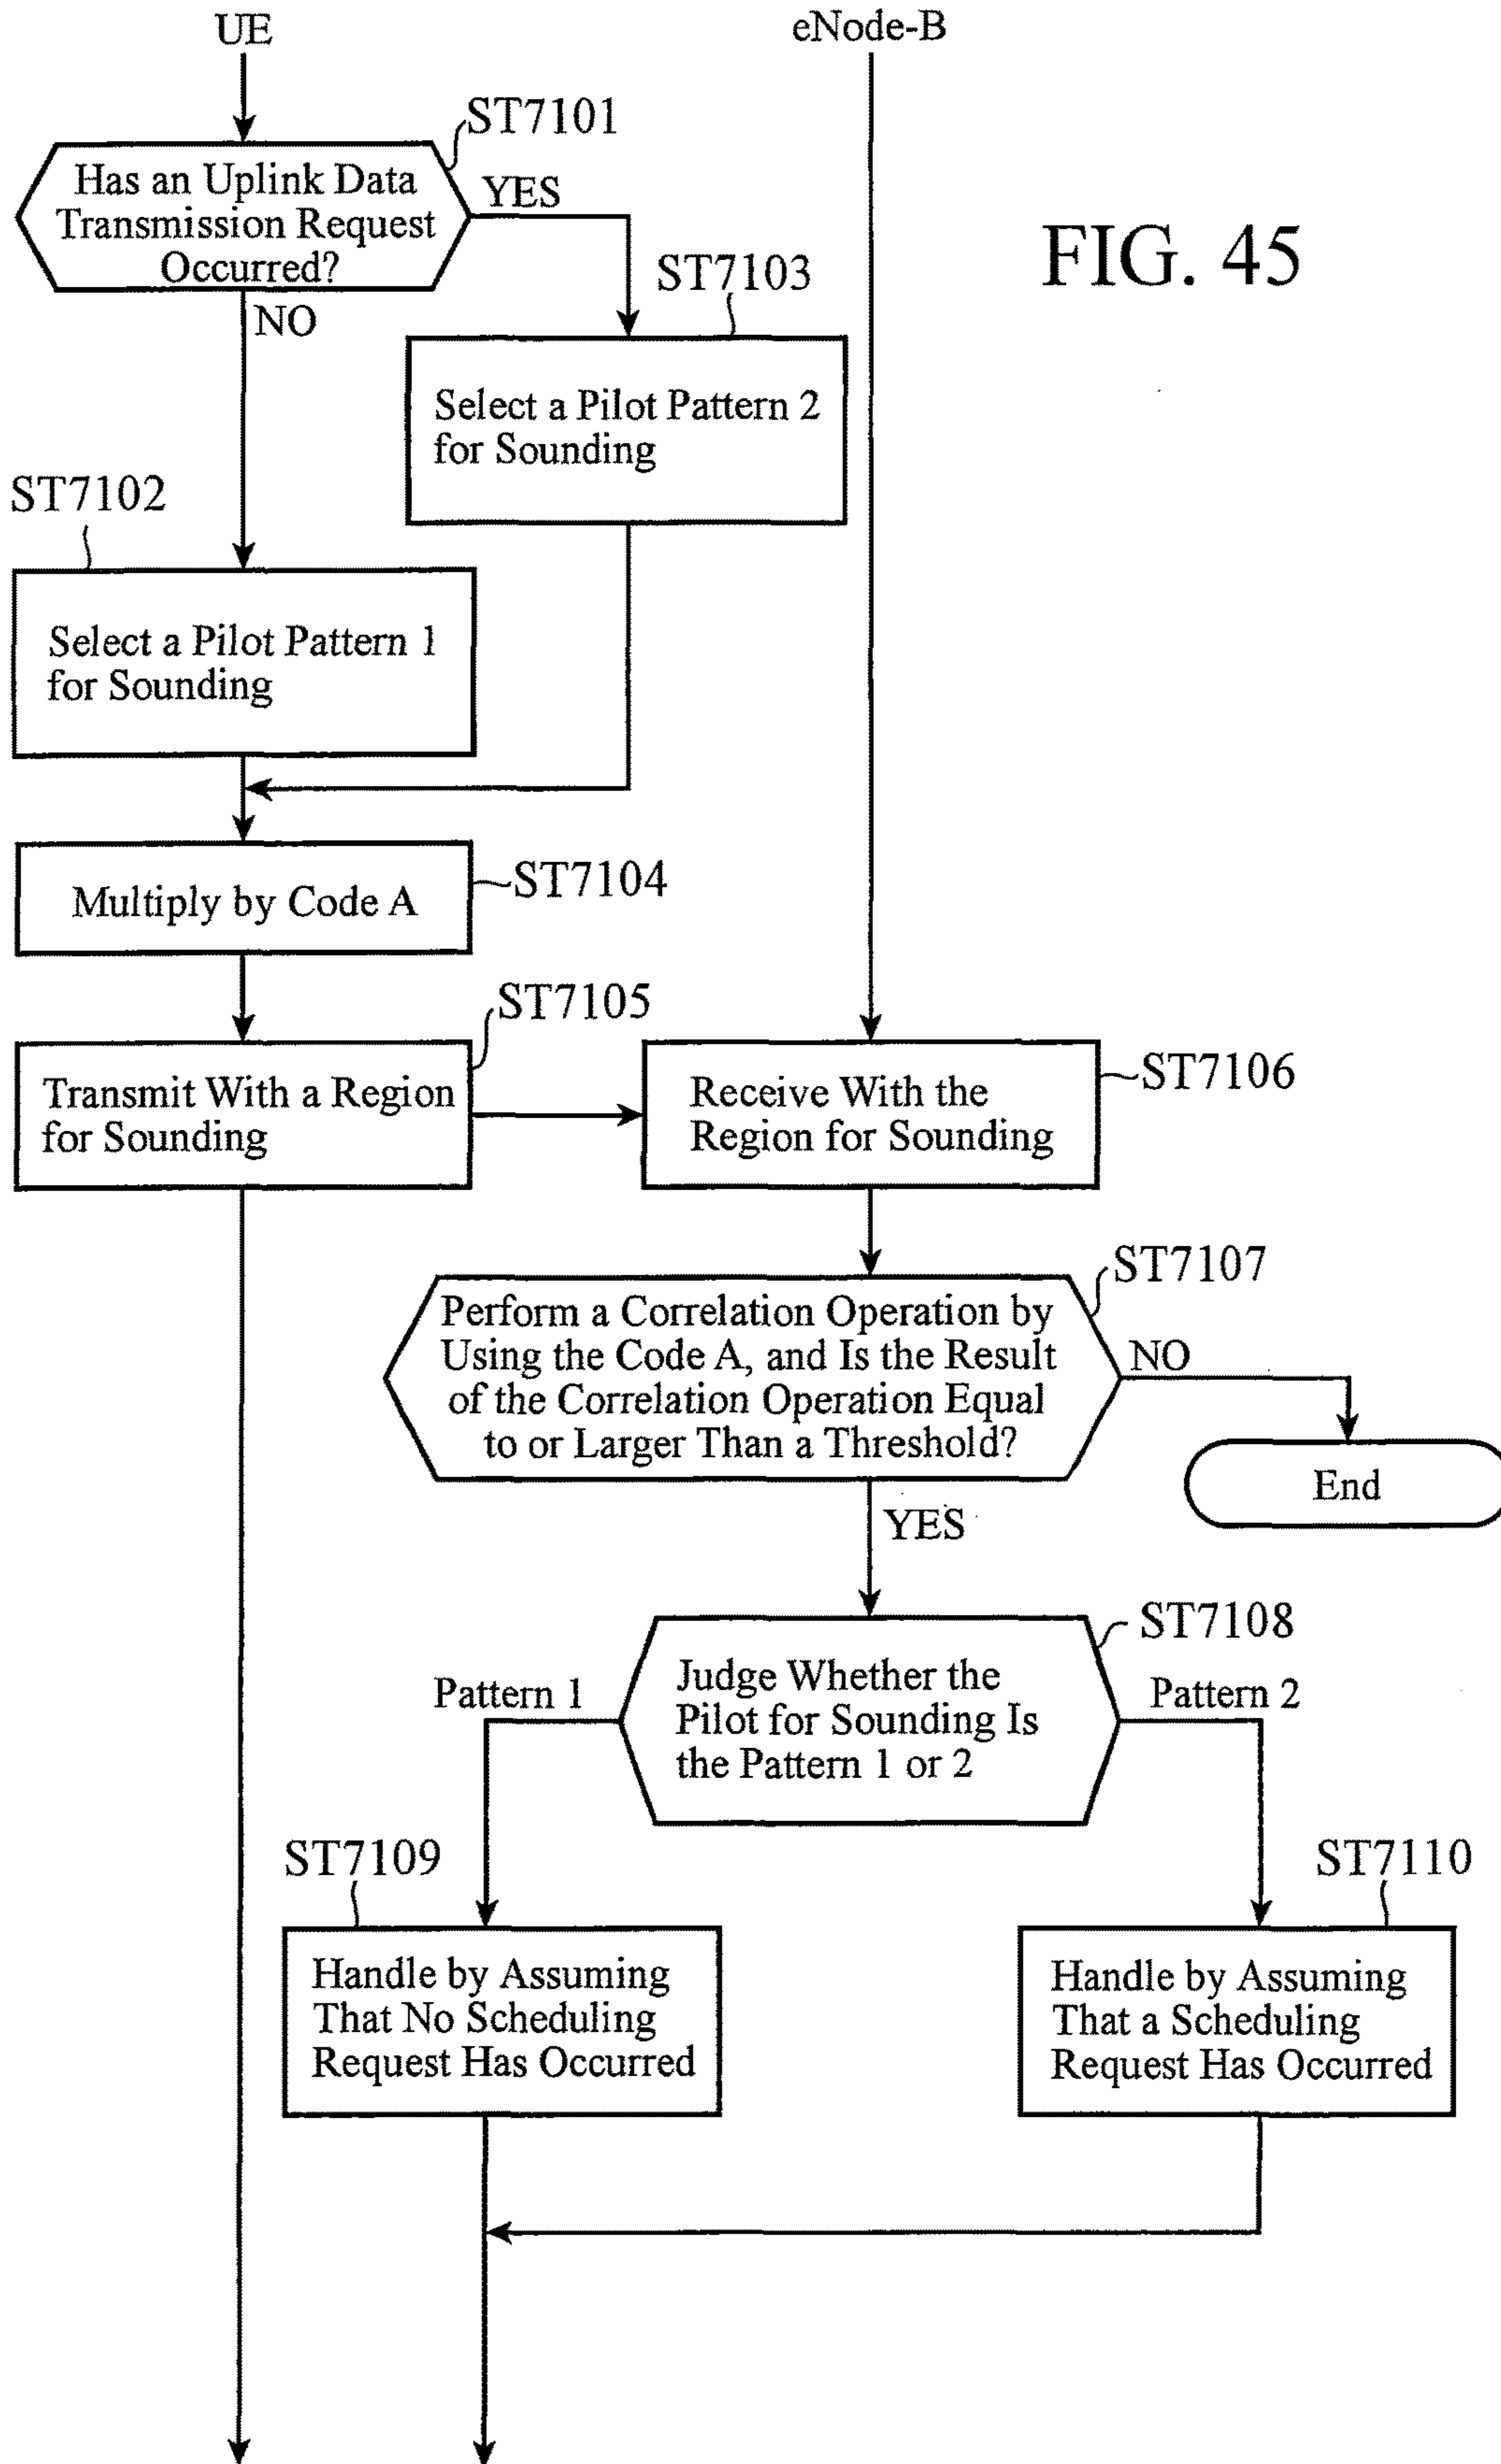 UE
eNode-B
ST7101
Has an Uplink Data
Transmission Request
Occurred?
YES
NO
FIG. 45
ST7103
Select a Pilot Pattern 2
for Sounding
ST7102
Select a Pilot Pattern 1
for Sounding
Multiply by Code A
ST7104
ST7105
Transmit With a Region
for Sounding
Receive With the
Region for Sounding
ST7106
ST7107
Perform a Correlation Operation by
Using the Code A, and Is the Result
of the Correlation Operation Equal
to or Larger Than a Threshold?
NO
End
YES
ST7108
Pattern 1
Judge Whether the
Pilot for Sounding Is
the Pattern 1 or 2
Pattern 2
ST7109
ST7110
Handle by Assuming
That No Scheduling
Request Has Occurred
Handle by Assuming
That a Scheduling
Request Has Occurred